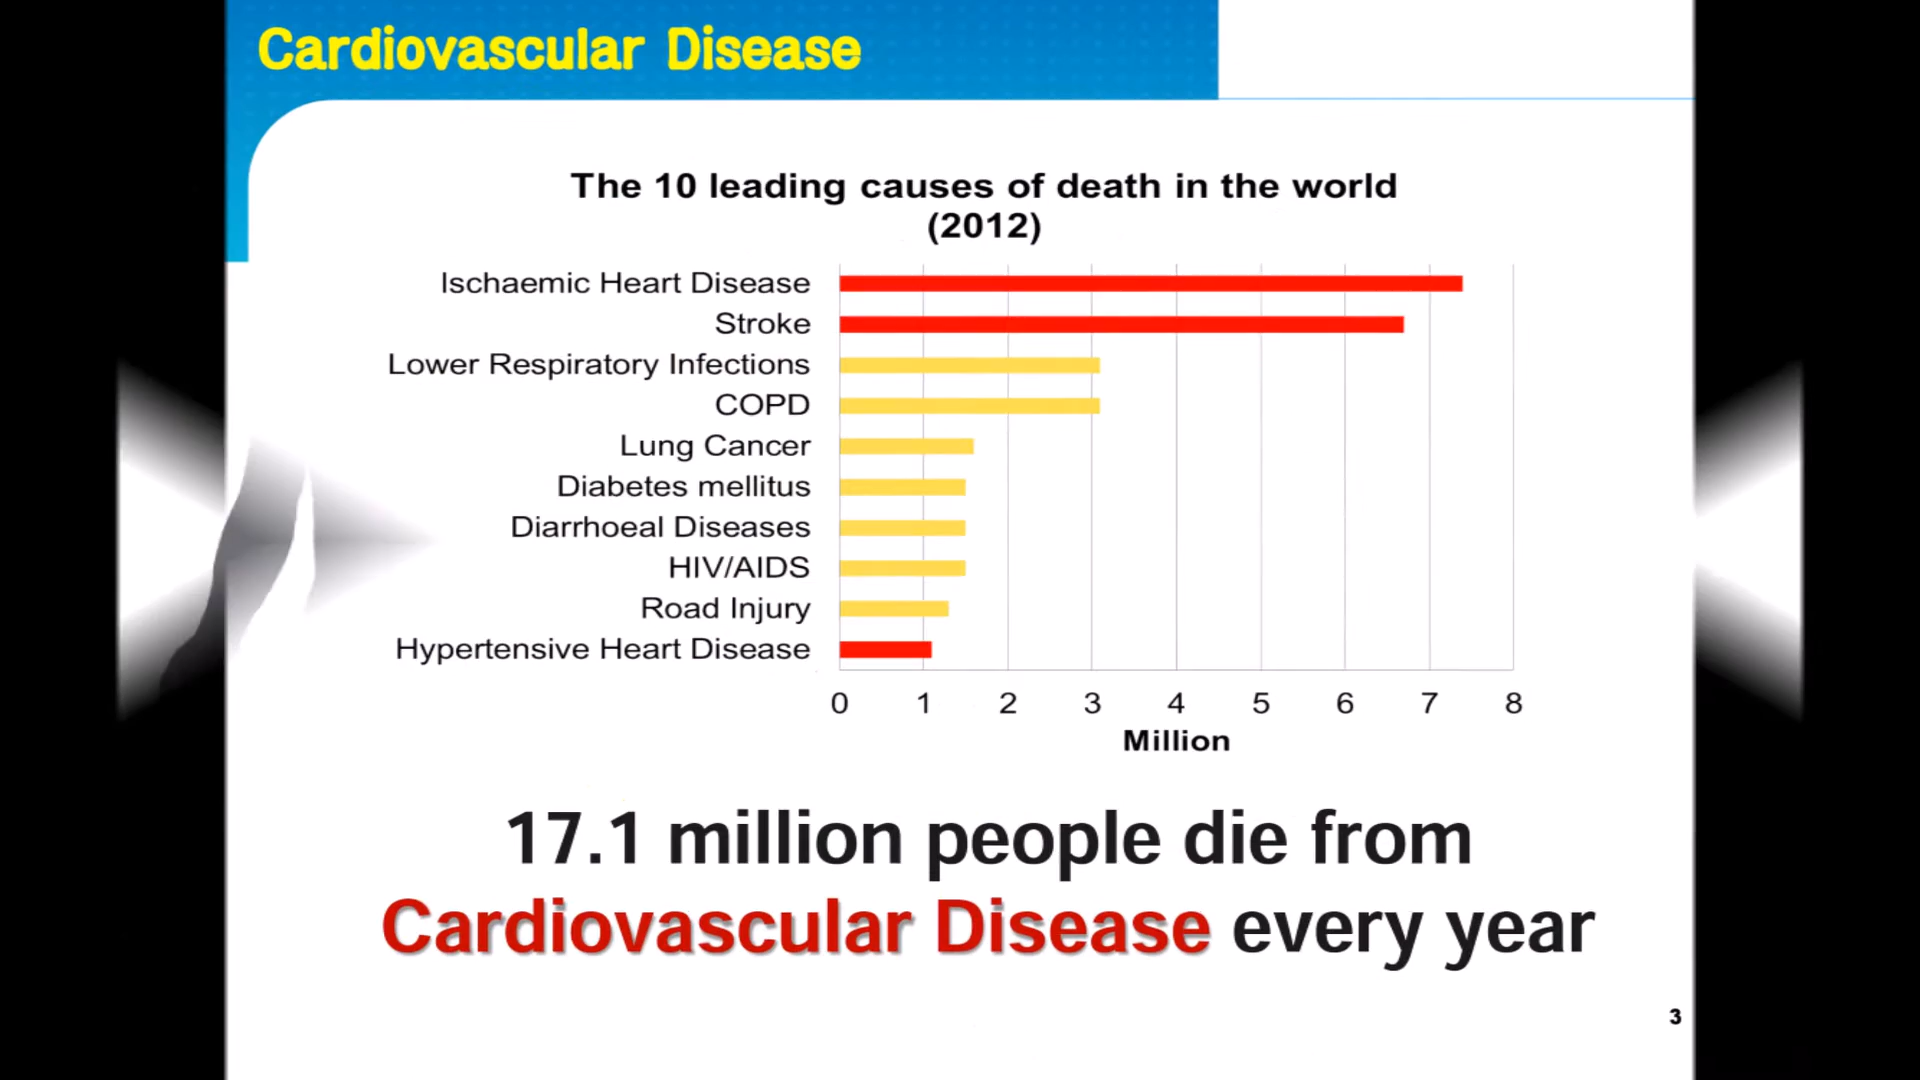 Cardiovascular Disease
The 10 leading causes of death in the world
(2012)
Ischaemic Heart Disease
Stroke
Lower Respiratory Infections
COPD
Lung Cancer
Diabetes mellitus
Diarrhoeal Diseases
HIV/AIDS
Road Injury
Hypertensive Heart Disease
0 1 2 3 4 5 6 7 8
Million
17.1 million people die from
Cardiovascular Disease every year
3